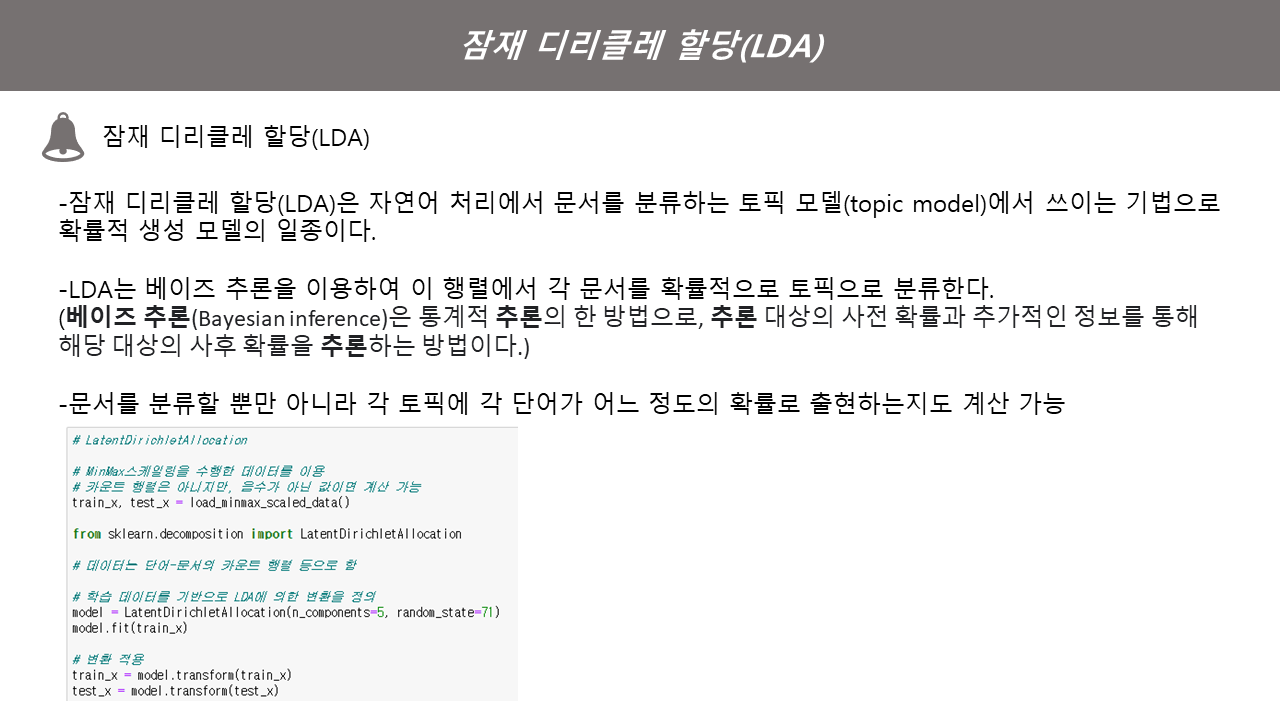 잠재 디리클레 할당(LDA)
잠재 디리클레 할당(LDA)
-잠재 디리클레 할당(LDA)은 자연어 처리에서 문서를 분류하는 토픽 모델(topic model)에서 쓰이는 기법으로
확률적 생성 모델의 일종이다.
-LDA는 베이즈 추론을 이용하여 이 행렬에서 각 문서를 확률적으로 토픽으로 분류한다.
(베이즈 추론(Bayesian inference)은 통계적 추론의 한 방법으로, 추론 대상의 사전 확률과 추가적인 정보를 통해
해당 대상의 사후 확률을 추론하는 방법이다.)
-문서를 분류할 뿐만 아니라 각 토픽에 각 단어가 어느 정도의 확률로 출현하는지도 계산 가능
# LatentDirichletAllocation
# MinMax스케일링을 수행한 데이터를 이용
# 카운트 행렬은 아니지만, 음수가 아닌 값이면 계산 가능
train_x, test_x = load_minmax_scaled_data()
from sklearn.decomposition import LatentDirichletAllocation
# 데이터는 단어-문서의 카운트 행렬 등으로 함
# 학습 데이터를 기반으로 LDA에 의한 변환을 정의
model = LatentDirichletAllocation(n_components=5, random_state=71)
model.fit(train_x)
# 변환 적용
train_x = model.transform(train_x)
test_x = model.transform(test_x)